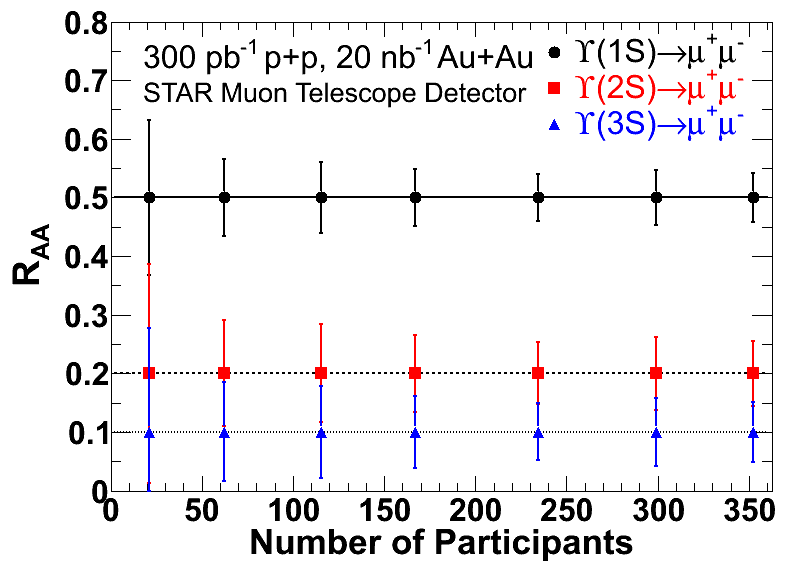 300 pb⁻¹ p+p, 20 nb⁻¹ Au+Au
STAR Muon Telescope Detector
ϒ(1S)→μ⁺μ⁻
ϒ(2S)→μ⁺μ⁻
ϒ(3S)→μ⁺μ⁻
R_AA
0.8
0.7
0.6
0.5
0.4
0.3
0.2
0.1
0
0 50 100 150 200 250 300 350
Number of Participants